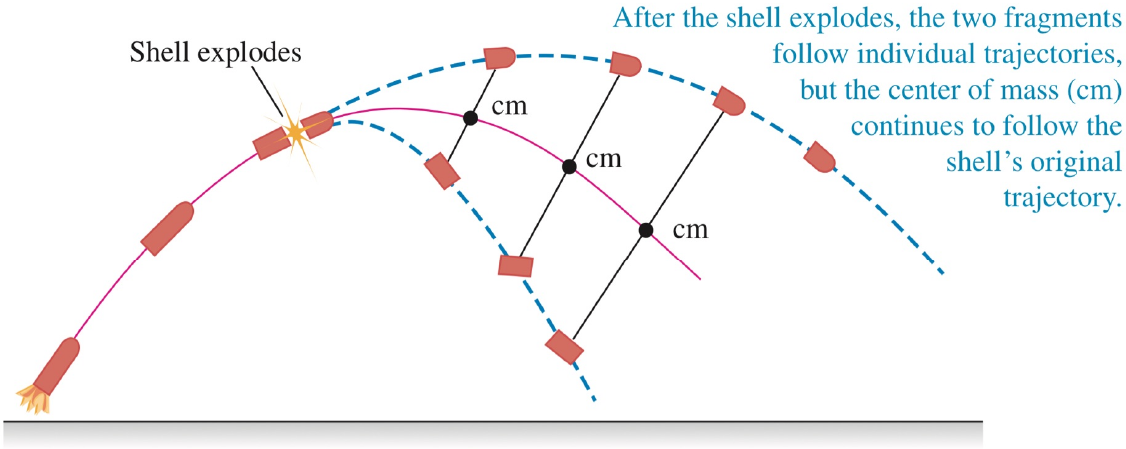 After the shell explodes, the two fragments
follow individual trajectories,
but the center of mass (cm)
continues to follow the
shell’s original
trajectory.
Shell explodes
cm
cm
cm